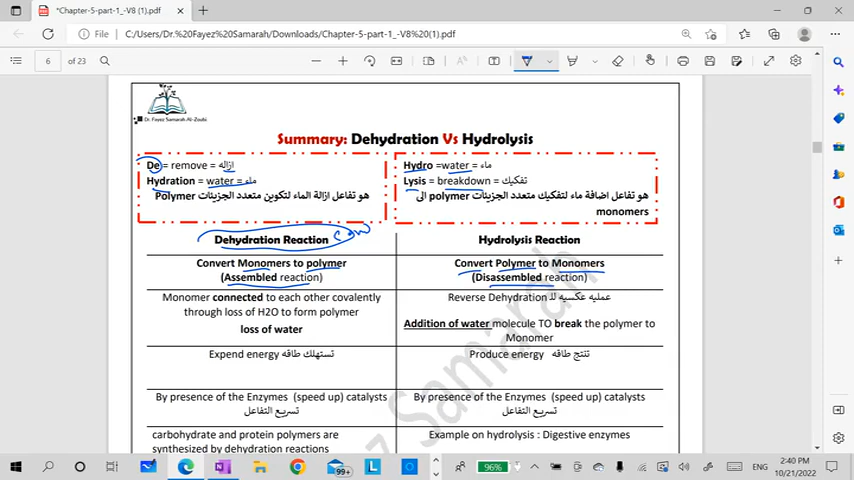 *Chapter-5-part-1_-V8 (1).pdf
File
C:/Users/Dr.%20Fayez%20Samarah/Downloads/Chapter-5-part-1_-V8%20(1).pdf
6 of 23
Dr. Fayez Samarah-Al-Zoubi
Summary: Dehydration Vs Hydrolysis
De = remove = ازاله
Hydration = water = ماء
هو تفاعل ازالة الماء لتكوين متعدد الجزيئات Polymer
Hydro =water = ماء
Lysis = breakdown = تفكيك
هو تفاعل اضافة ماء لتفكيك متعدد الجزيئات polymer الى
monomers
Dehydration Reaction
Hydrolysis Reaction
Convert Monomers to polymer
(Assembled reaction)
Convert Polymer to Monomers
(Disassembled reaction)
Monomer connected to each other covalently
through loss of H2O to form polymer
loss of water
Reverse Dehydration عمليه عكسيه لل
Addition of water molecule TO break the polymer to
Monomer
Expend energy تستهلك طاقه
Produce energy تنتج طاقه
By presence of the Enzymes (speed up) catalysts
تسريع التفاعل
By presence of the Enzymes (speed up) catalysts
تسريع التفاعل
carbohydrate and protein polymers are
synthesized by dehydration reactions
Example on hydrolysis : Digestive enzymes
99+
96%
ENG
2:40 PM
10/21/2022